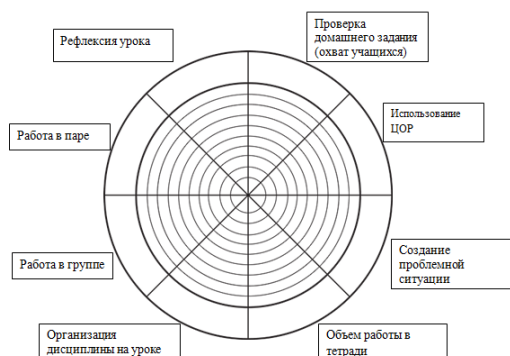 Рефлексия урока
Проверка
домашнего задания
(охват учащихся)
Использование
ЦОР
Работа в паре
Работа в группе
Создание
проблемной
ситуации
Организация
дисциплины на уроке
Объем работы в
тетради